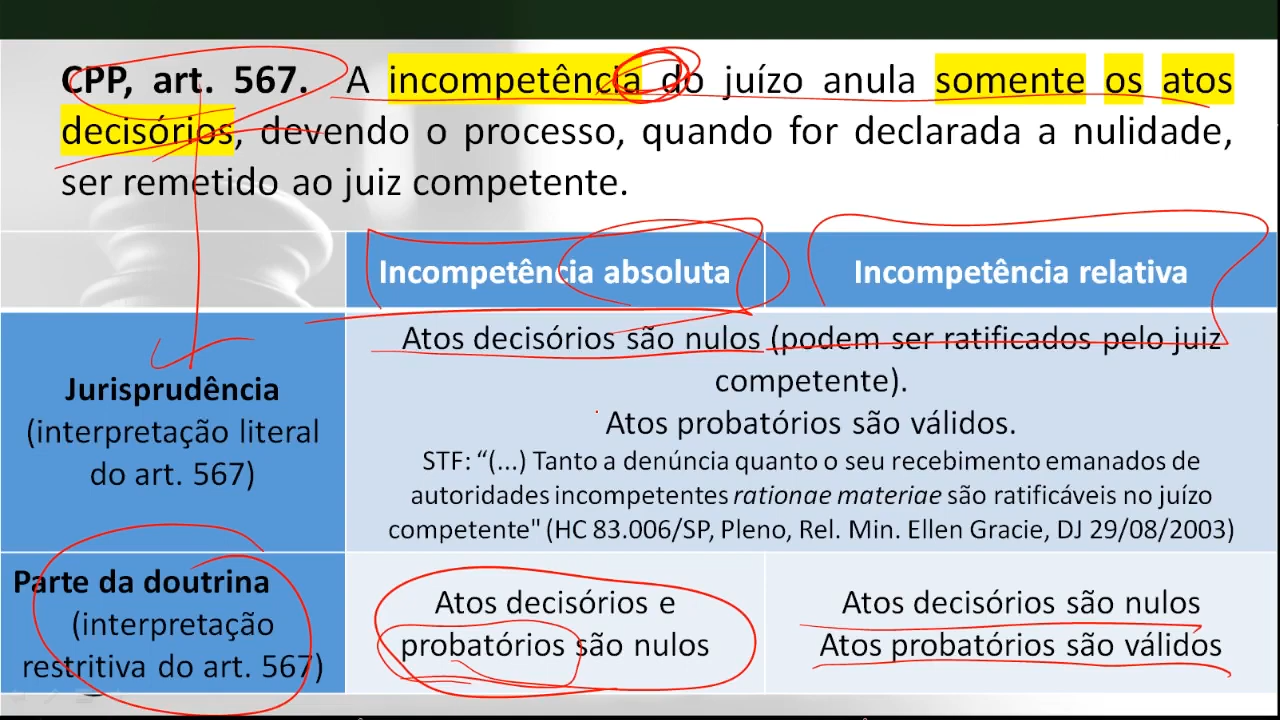 CPP, art. 567. A incompetência do juízo anula somente os atos
decisórios, devendo o processo, quando for declarada a nulidade,
ser remetido ao juiz competente.
Incompetência absoluta
Incompetência relativa
Jurisprudência
(interpretação literal
do art. 567)
Atos decisórios são nulos (podem ser ratificados pelo juiz
competente).
Atos probatórios são válidos.
STF: “(...) Tanto a denúncia quanto o seu recebimento emanados de
autoridades incompetentes rationae materiae são ratificáveis no juízo
competente" (HC 83.006/SP, Pleno, Rel. Min. Ellen Gracie, DJ 29/08/2003)
Parte da doutrina
(interpretação
restritiva do art. 567)
Atos decisórios e
probatórios são nulos
Atos decisórios são nulos
Atos probatórios são válidos